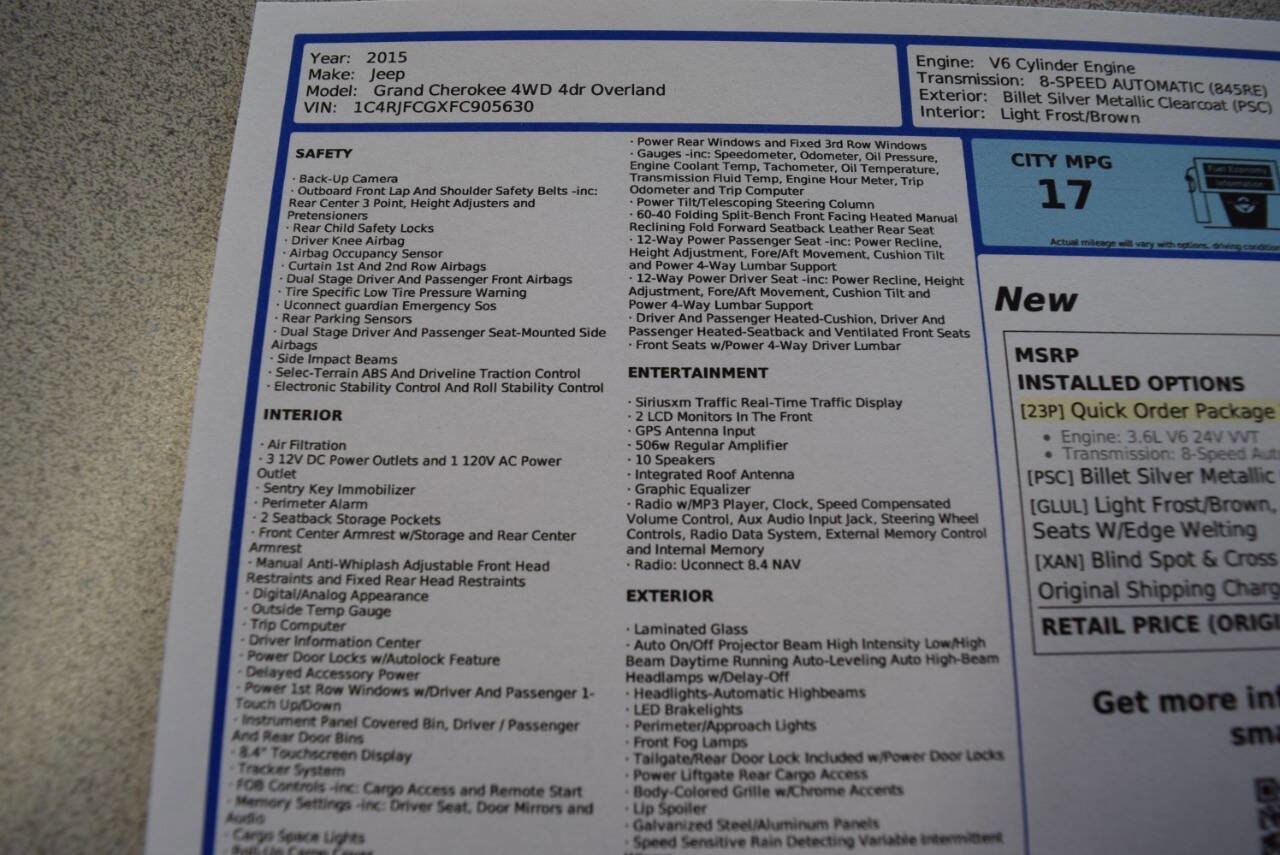 Year: 2015
Make: Jeep
Model: Grand Cherokee 4WD 4dr Overland
VIN: 1C4RJFCGXFC905630
Engine: V6 Cylinder Engine
Transmission: 8-SPEED AUTOMATIC (845RE)
Exterior: Billet Silver Metallic Clearcoat (PSC)
Interior: Light Frost/Brown
SAFETY
· Back-Up Camera
· Outboard Front Lap And Shoulder Safety Belts -inc:
Rear Center 3 Point, Height Adjusters and
Pretensioners
· Rear Child Safety Locks
· Driver Knee Airbag
· Airbag Occupancy Sensor
· Curtain 1st And 2nd Row Airbags
· Dual Stage Driver And Passenger Front Airbags
· Tire Specific Low Tire Pressure Warning
· Uconnect guardian Emergency Sos
· Rear Parking Sensors
· Dual Stage Driver And Passenger Seat-Mounted Side
Airbags
· Side Impact Beams
· Selec-Terrain ABS And Driveline Traction Control
· Electronic Stability Control And Roll Stability Control
INTERIOR
· Air Filtration
· 3 12V DC Power Outlets and 1 120V AC Power
Outlet
· Sentry Key Immobilizer
· Perimeter Alarm
· 2 Seatback Storage Pockets
· Front Center Armrest w/Storage and Rear Center
Armrest
· Manual Anti-Whiplash Adjustable Front Head
Restraints and Fixed Rear Head Restraints
· Digital/Analog Appearance
· Outside Temp Gauge
· Trip Computer
· Driver Information Center
· Power Door Locks w/Autolock Feature
· Delayed Accessory Power
· Power 1st Row Windows w/Driver And Passenger 1-
Touch Up/Down
· Instrument Panel Covered Bin, Driver / Passenger
And Rear Door Bins
· 8.4" Touchscreen Display
· Tracker System
· FOB Controls -inc: Cargo Access and Remote Start
· Memory Settings -inc: Driver Seat, Door Mirrors and
Audio
· Cargo Space Lights
· Roll-Up Cargo Cover
· Power Rear Windows and Fixed 3rd Row Windows
· Gauges -inc: Speedometer, Odometer, Oil Pressure,
Engine Coolant Temp, Tachometer, Oil Temperature,
Transmission Fluid Temp, Engine Hour Meter, Trip
Odometer and Trip Computer
· Power Tilt/Telescoping Steering Column
· 60-40 Folding Split-Bench Front Facing Heated Manual
Reclining Fold Forward Seatback Leather Rear Seat
· 12-Way Power Passenger Seat -inc: Power Recline,
Height Adjustment, Fore/Aft Movement, Cushion Tilt
and Power 4-Way Lumbar Support
· 12-Way Power Driver Seat -inc: Power Recline, Height
Adjustment, Fore/Aft Movement, Cushion Tilt and
Power 4-Way Lumbar Support
· Driver And Passenger Heated-Cushion, Driver And
Passenger Heated-Seatback and Ventilated Front Seats
· Front Seats w/Power 4-Way Driver Lumbar
ENTERTAINMENT
· Siriusxm Traffic Real-Time Traffic Display
· 2 LCD Monitors In The Front
· GPS Antenna Input
· 506w Regular Amplifier
· 10 Speakers
· Integrated Roof Antenna
· Graphic Equalizer
· Radio w/MP3 Player, Clock, Speed Compensated
Volume Control, Aux Audio Input Jack, Steering Wheel
Controls, Radio Data System, External Memory Control
and Internal Memory
· Radio: Uconnect 8.4 NAV
EXTERIOR
· Laminated Glass
· Auto On/Off Projector Beam High Intensity Low/High
Beam Daytime Running Auto-Leveling Auto High-Beam
Headlamps w/Delay-Off
· Headlights-Automatic Highbeams
· LED Brakelights
· Perimeter/Approach Lights
· Front Fog Lamps
· Tailgate/Rear Door Lock Included w/Power Door Locks
· Power Liftgate Rear Cargo Access
· Body-Colored Grille w/Chrome Accents
· Lip Spoiler
· Galvanized Steel/Aluminum Panels
· Speed Sensitive Rain Detecting Variable Intermittent
CITY MPG
17
Fuel Economy
Information
Actual mileage will vary with options, driving condition
New
MSRP
INSTALLED OPTIONS
[23P] Quick Order Package
• Engine: 3.6L V6 24V VVT
• Transmission: 8-Speed Aut
[PSC] Billet Silver Metallic
[GLUL] Light Frost/Brown,
Seats W/Edge Welting
[XAN] Blind Spot & Cross
Original Shipping Charg
RETAIL PRICE (ORIGI
Get more in
sma